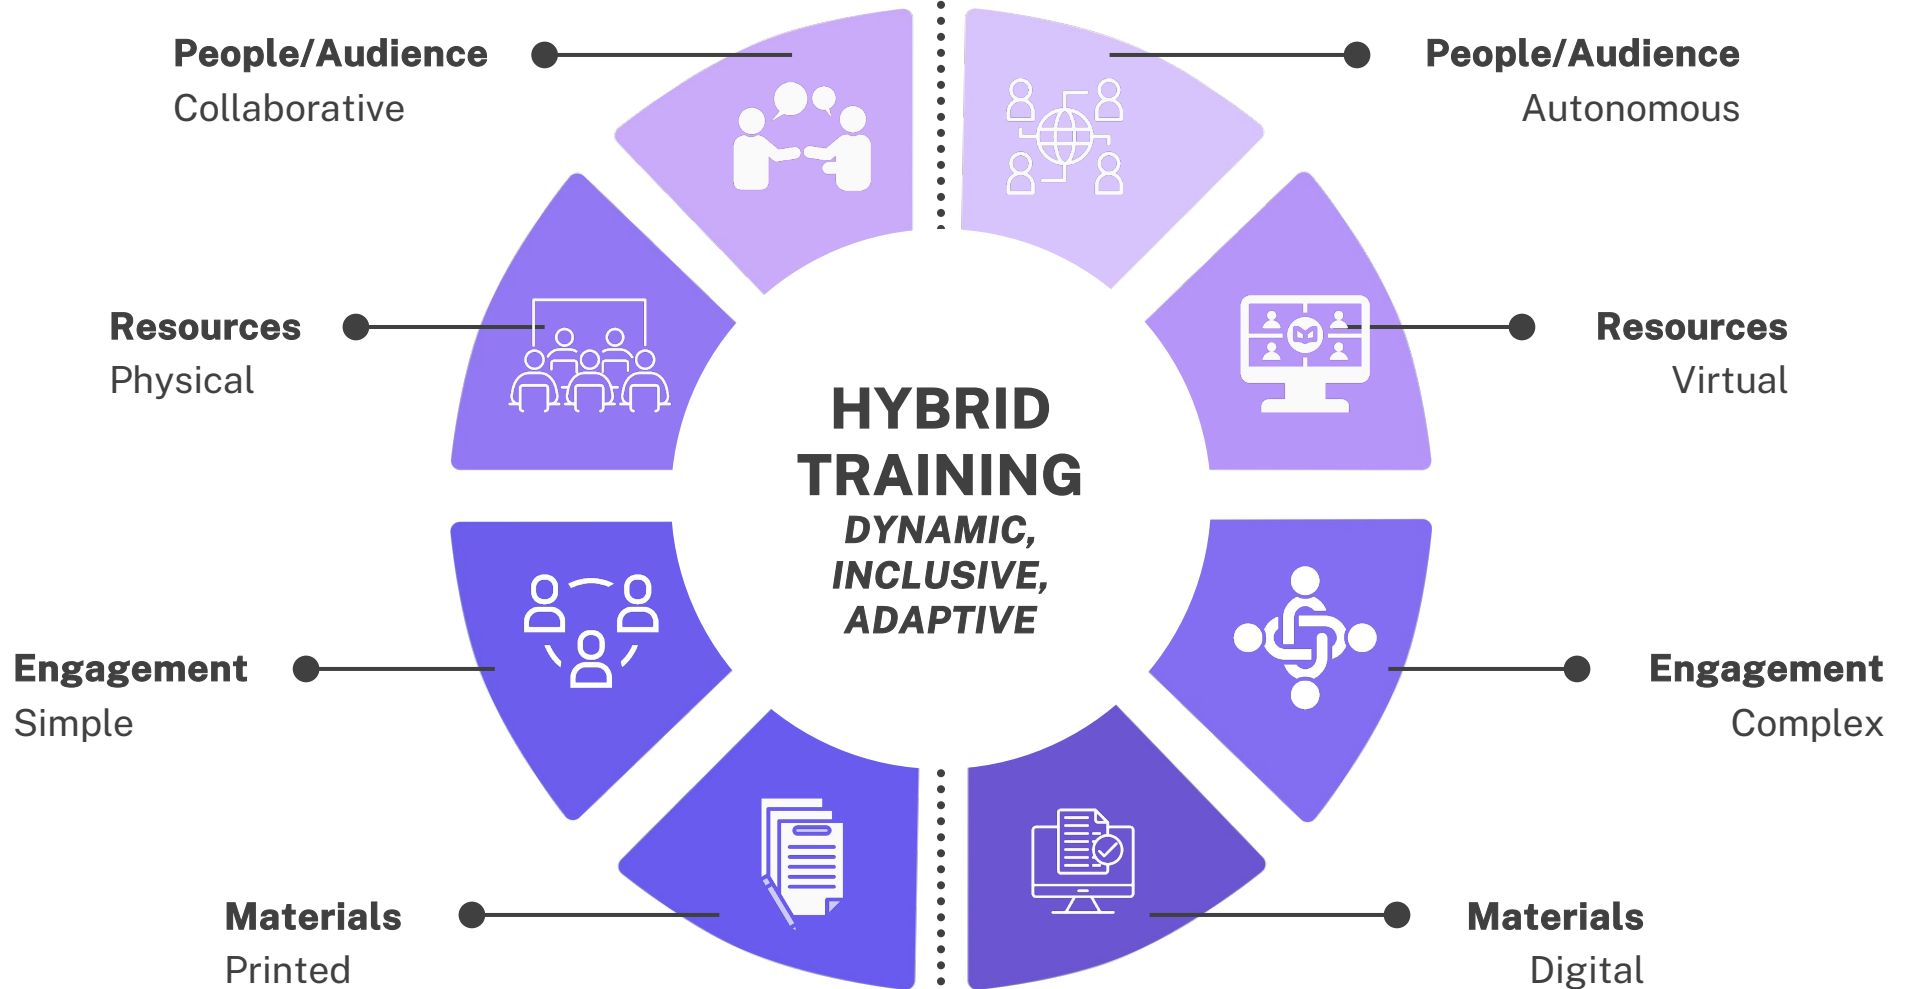 People/Audience
Collaborative
People/Audience
Autonomous
Resources
Physical
Resources
Virtual
HYBRID
TRAINING
DYNAMIC,
INCLUSIVE,
ADAPTIVE
Engagement
Simple
Engagement
Complex
Materials
Printed
Materials
Digital